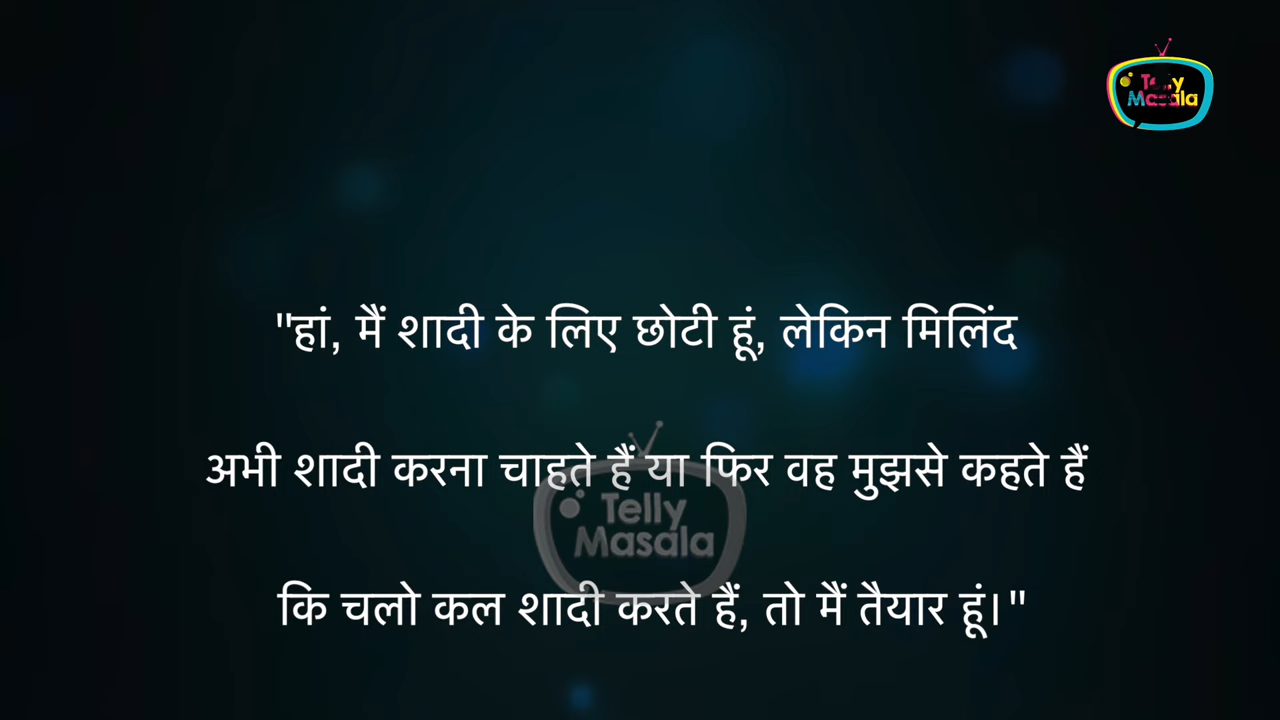 Telly
Masala
"हां, मैं शादी के लिए छोटी हूं, लेकिन मिलिंद
अभी शादी करना चाहते हैं या फिर वह मुझसे कहते हैं
Telly
Masala
कि चलो कल शादी करते हैं, तो मैं तैयार हूं।"